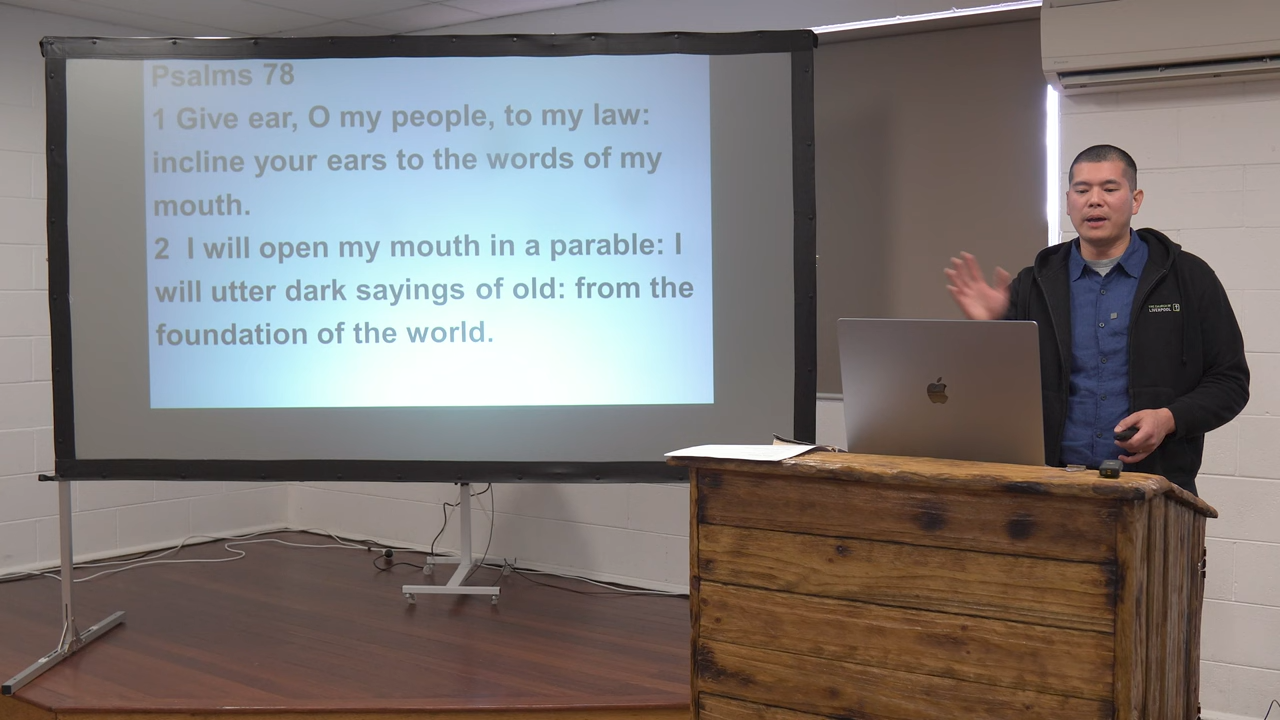 Psalms 78
1 Give ear, O my people, to my law:
incline your ears to the words of my
mouth.
2 I will open my mouth in a parable: I
will utter dark sayings of old: from the
foundation of the world.
LIVERPOOL